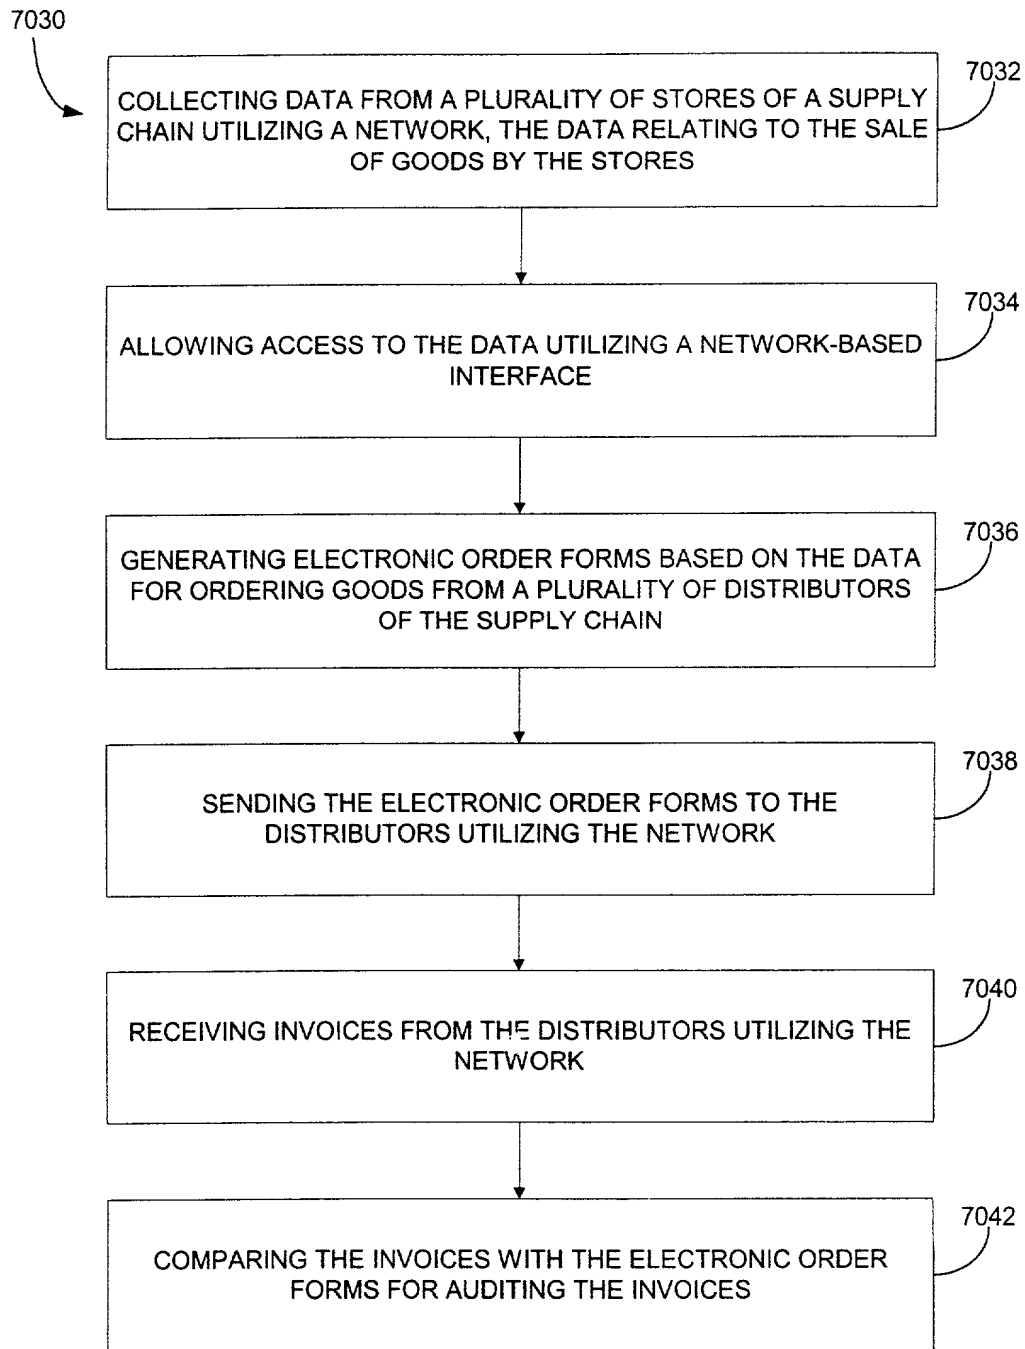 7030
7032
COLLECTING DATA FROM A PLURALITY OF STORES OF A SUPPLY
CHAIN UTILIZING A NETWORK, THE DATA RELATING TO THE SALE
OF GOODS BY THE STORES
7034
ALLOWING ACCESS TO THE DATA UTILIZING A NETWORK-BASED
INTERFACE
7036
GENERATING ELECTRONIC ORDER FORMS BASED ON THE DATA
FOR ORDERING GOODS FROM A PLURALITY OF DISTRIBUTORS
OF THE SUPPLY CHAIN
7038
SENDING THE ELECTRONIC ORDER FORMS TO THE
DISTRIBUTORS UTILIZING THE NETWORK
7040
RECEIVING INVOICES FROM THE DISTRIBUTORS UTILIZING THE
NETWORK
7042
COMPARING THE INVOICES WITH THE ELECTRONIC ORDER
FORMS FOR AUDITING THE INVOICES